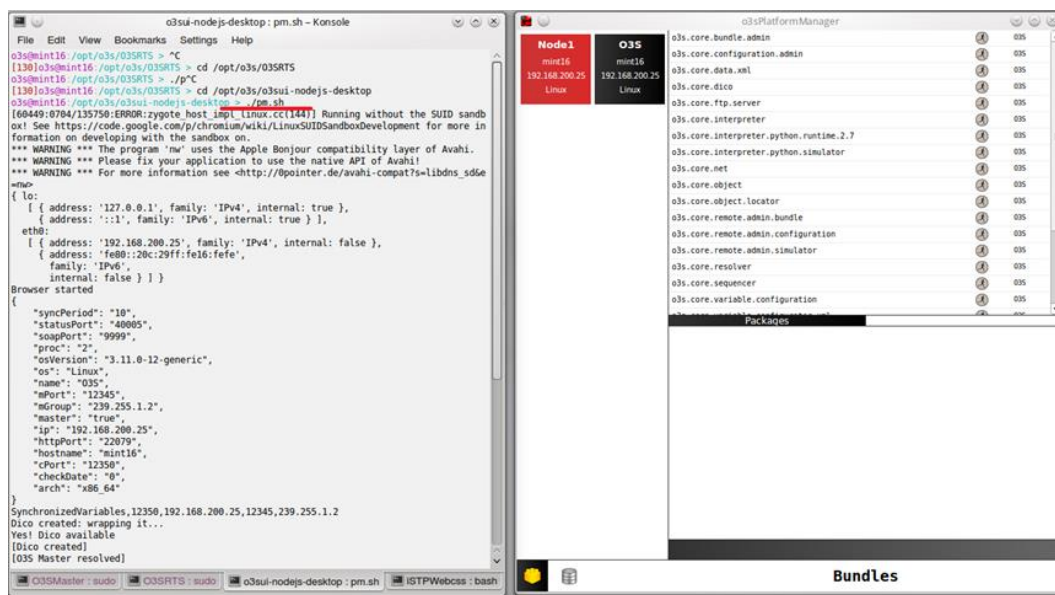 o3sui-nodejs-desktop : pm.sh – Konsole
File Edit View Bookmarks Settings Help
o3s@mint16:/opt/o3s/O3SRTS > ^C
[130]o3s@mint16:/opt/o3s/O3SRTS > cd /opt/o3s/O3SRTS
o3s@mint16:/opt/o3s/O3SRTS > ./p^C
[130]o3s@mint16:/opt/o3s/O3SRTS > cd /opt/o3s/o3sui-nodejs-desktop
o3s@mint16:/opt/o3s/o3sui-nodejs-desktop > ./pm.sh
[60449:0704/135750:ERROR:zygote_host_impl_linux.cc(144)] Running without the SUID sandb
ox! See https://code.google.com/p/chromium/wiki/LinuxSUIDSandboxDevelopment for more in
formation on developing with the sandbox on.
*** WARNING *** The program 'nw' uses the Apple Bonjour compatibility layer of Avahi.
*** WARNING *** Please fix your application to use the native API of Avahi!
*** WARNING *** For more information see <http://0pointer.de/avahi-compat?s=libdns_sd&e
=nw>
{ lo:
[ { address: '127.0.0.1', family: 'IPv4', internal: true },
{ address: '::1', family: 'IPv6', internal: true } ],
eth0:
[ { address: '192.168.200.25', family: 'IPv4', internal: false },
{ address: 'fe80::20c:29ff:fe16:fefe',
family: 'IPv6',
internal: false } ] }
Browser started
{
"syncPeriod": "10",
"statusPort": "40005",
"soapPort": "9999",
"proc": "2",
"osVersion": "3.11.0-12-generic",
"os": "Linux",
"name": "O3S",
"mPort": "12345",
"mGroup": "239.255.1.2",
"master": "true",
"ip": "192.168.200.25",
"httpPort": "22079",
"hostname": "mint16",
"cPort": "12350",
"checkDate": "0",
"arch": "x86_64"
}
SynchronizedVariables,12350,192.168.200.25,12345,239.255.1.2
Dico created: wrapping it...
Yes! Dico available
[Dico created]
[O3S Master resolved]
O3SMaster : sudo
O3SRTS : sudo
o3sui-nodejs-desktop : pm.sh
iSTPWebcss : bash
o3sPlatformManager
Node1
mint16
192.168.200.25
Linux
O3S
mint16
192.168.200.25
Linux
o3s.core.bundle.admin O3S
o3s.core.configuration.admin O3S
o3s.core.data.xml O3S
o3s.core.dico O3S
o3s.core.ftp.server O3S
o3s.core.interpreter O3S
o3s.core.interpreter.python.runtime.2.7 O3S
o3s.core.interpreter.python.simulator O3S
o3s.core.net O3S
o3s.core.object O3S
o3s.core.object.locator O3S
o3s.core.remote.admin.bundle O3S
o3s.core.remote.admin.configuration O3S
o3s.core.remote.admin.simulator O3S
o3s.core.resolver O3S
o3s.core.sequencer O3S
o3s.core.variable.configuration O3S
Packages
Bundles